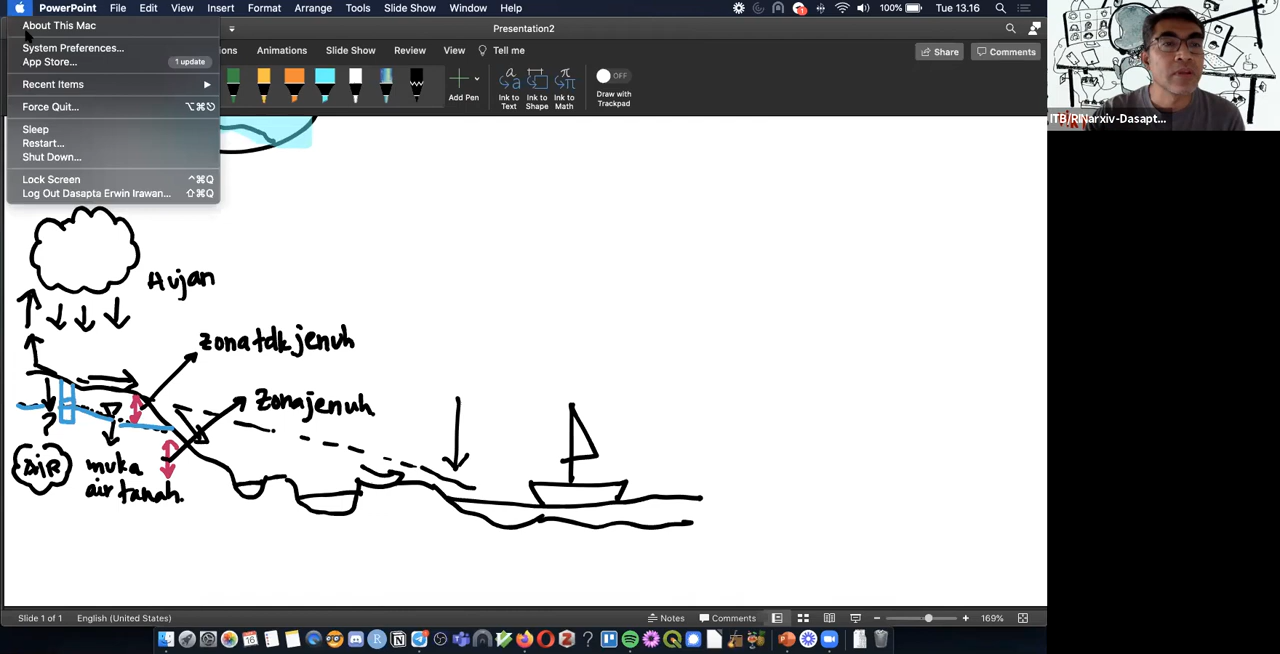 PowerPoint File Edit View Insert Format Arrange Tools Slide Show Window Help 100% Tue 13.16
About This Mac
System Preferences...
App Store... 1 update
Recent Items
Force Quit... ⌥⌘⎋
Sleep
Restart...
Shut Down...
Lock Screen ^⌘Q
Log Out Dasapta Erwin Irawan... ⇧⌘Q
Presentation2
ons Animations Slide Show Review View Tell me Share Comments
Add Pen
Ink to Text
Ink to Shape
Ink to Math
OFF
Draw with Trackpad
ITB/RINarxiv-Dasapt...
Hujan
zona tdk jenuh
Zona jenuh
?
AiR
muka
air tanah.
Slide 1 of 1 English (United States) Notes Comments 169%